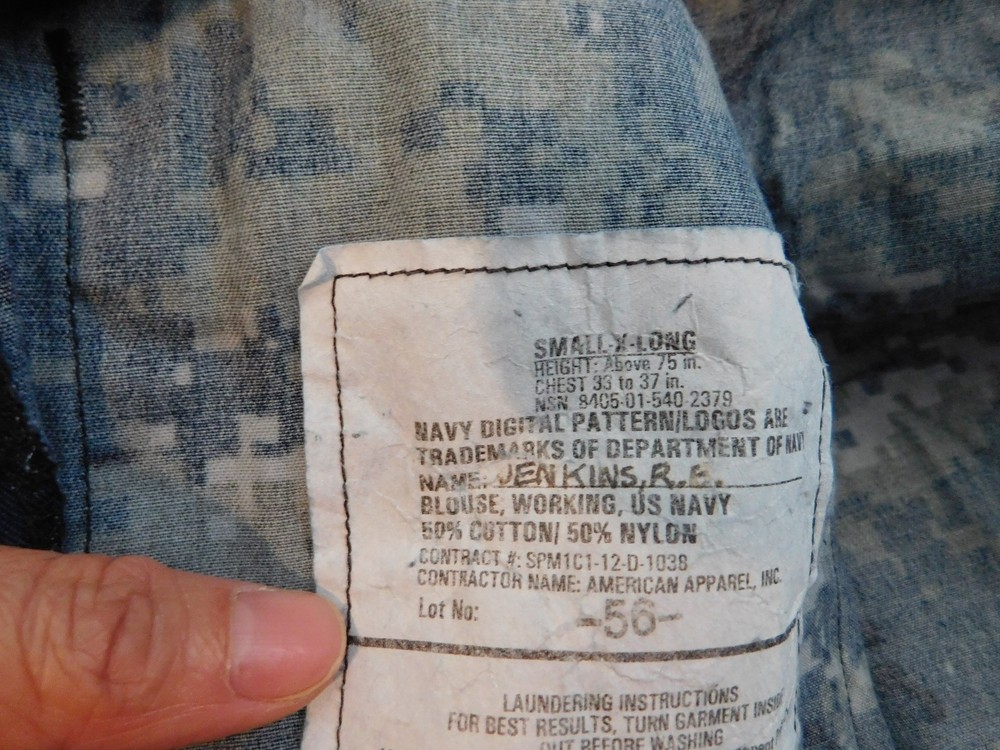 SMALL-X-LONG
HEIGHT: Above 75 in.
CHEST 33 to 37 in.
NSN 8405-01-540-2379
NAVY DIGITAL PATTERN/LOGOS ARE
TRADEMARKS OF DEPARTMENT OF NAVY
NAME: JENKINS, R. E.
BLOUSE, WORKING, US NAVY
50% COTTON/ 50% NYLON
CONTRACT #: SPM1C1-12-D-1038
CONTRACTOR NAME: AMERICAN APPAREL, INC.
Lot No: -56-
LAUNDERING INSTRUCTIONS
FOR BEST RESULTS, TURN GARMENT INSIDE
OUT BEFORE WASHING